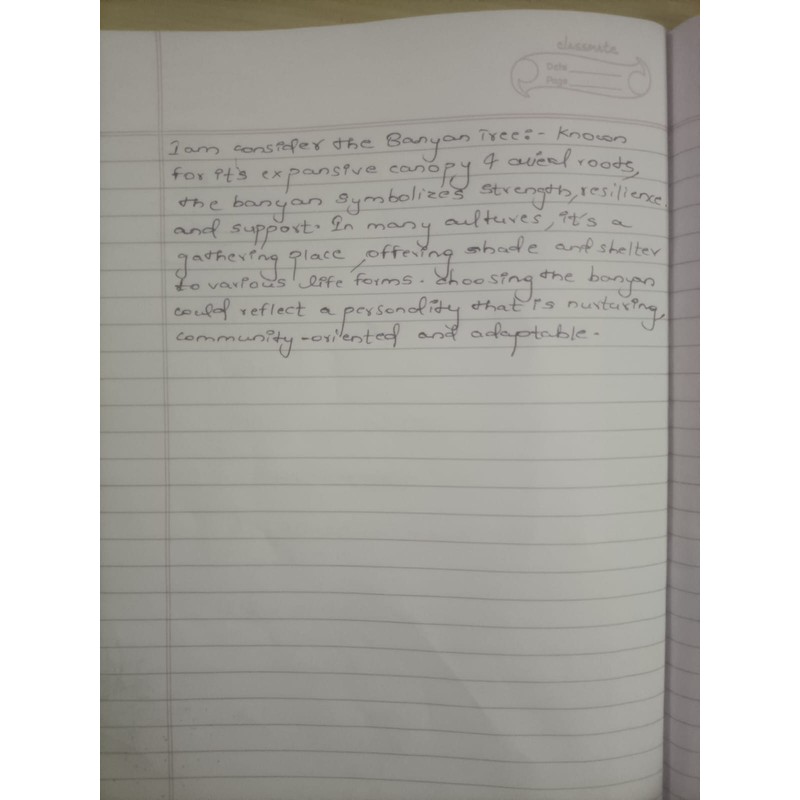 classmate
Date
Page
I am consider the Banyan Tree:- Known
for it's expansive canopy & aerial roots,
the banyan symbolizes strength, resilience
and support. In many cultures, it's a
gathering place, offering shade and shelter
to various life forms. choosing the banyan
could reflect a personality that is nurturing,
community-oriented and adaptable.